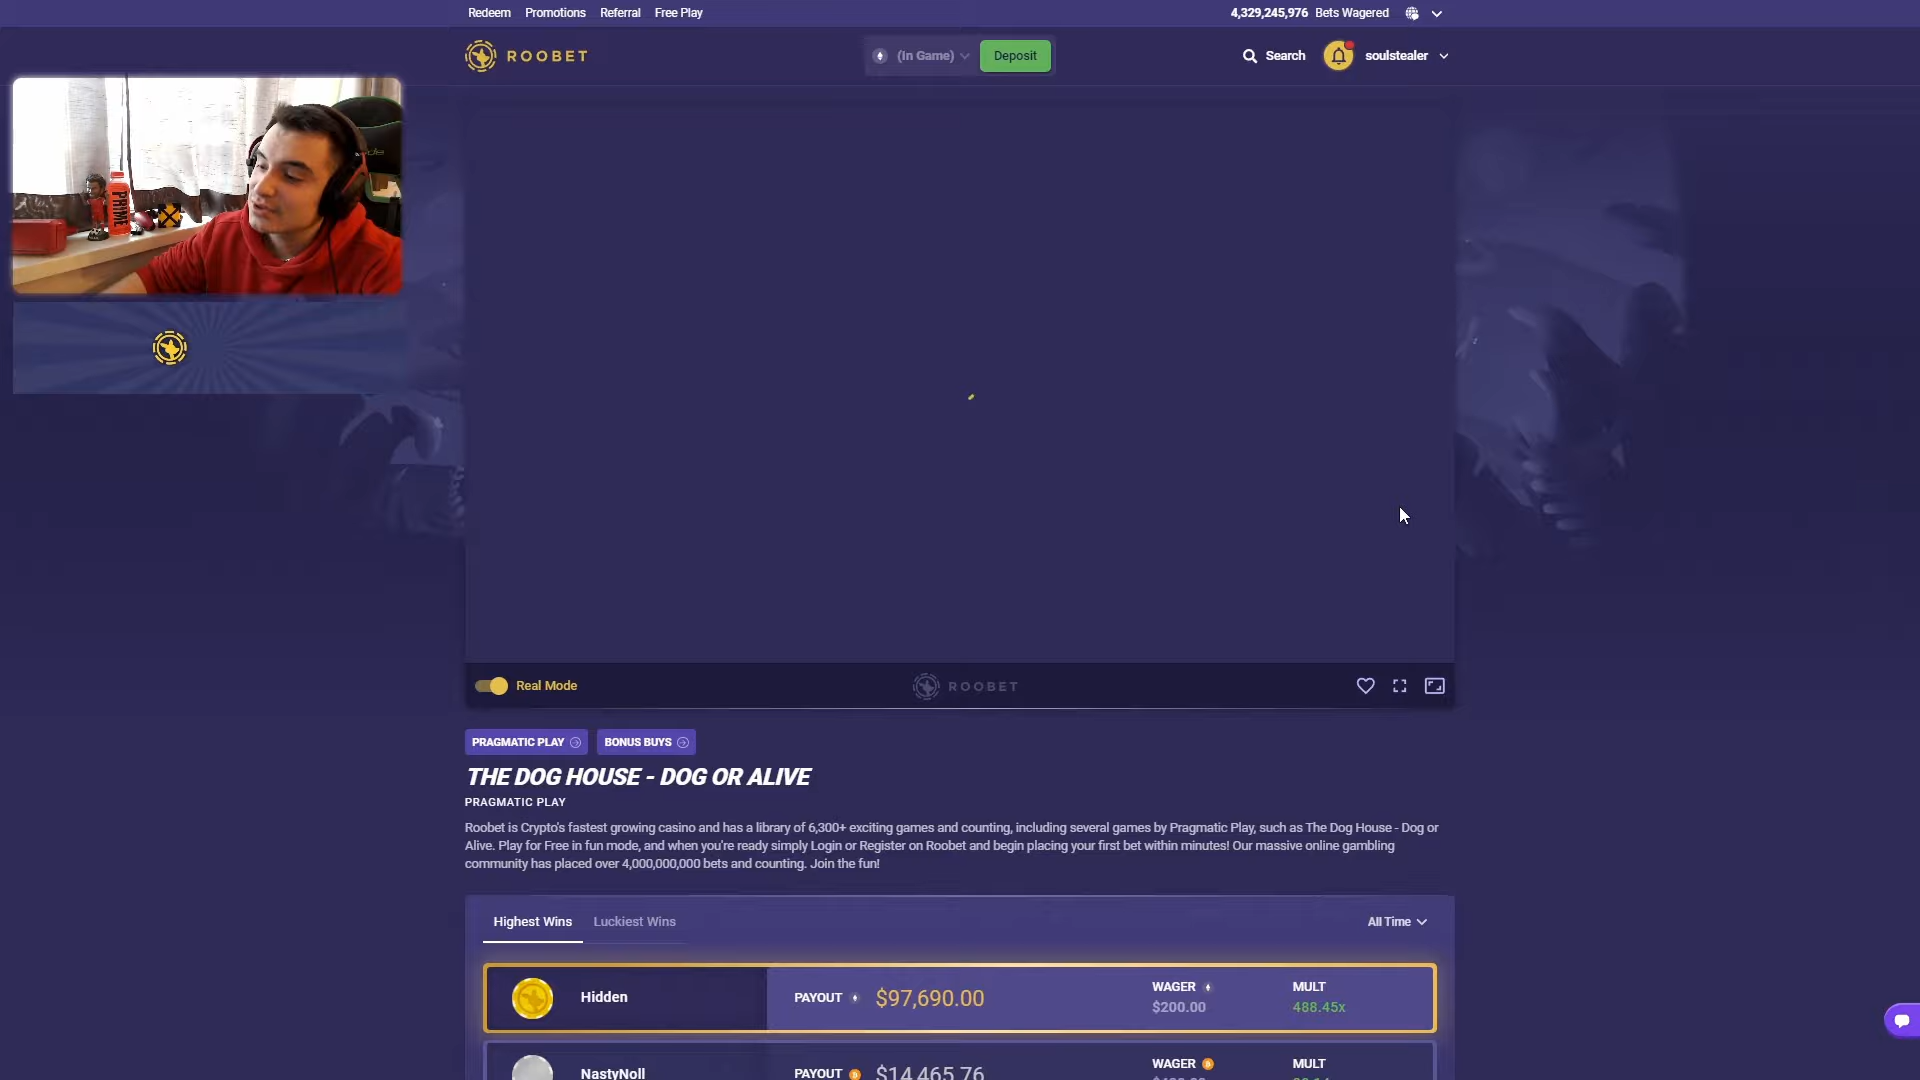 Redeem Promotions Referral Free Play
4,329,245,976 Bets Wagered
ROOBET
(In Game)
Deposit
Search
soulstealer
PRIME
Real Mode
ROOBET
PRAGMATIC PLAY
BONUS BUYS
THE DOG HOUSE - DOG OR ALIVE
PRAGMATIC PLAY
Roobet is Crypto's fastest growing casino and has a library of 6,300+ exciting games and counting, including several games by Pragmatic Play, such as The Dog House - Dog or
Alive. Play for Free in fun mode, and when you're ready simply Login or Register on Roobet and begin placing your first bet within minutes! Our massive online gambling
community has placed over 4,000,000,000 bets and counting. Join the fun!
Highest Wins Luckiest Wins
All Time
Hidden
PAYOUT $97,690.00
WAGER
$200.00
MULT
488.45x
NastyNoll
PAYOUT $14,465.76
WAGER
MULT